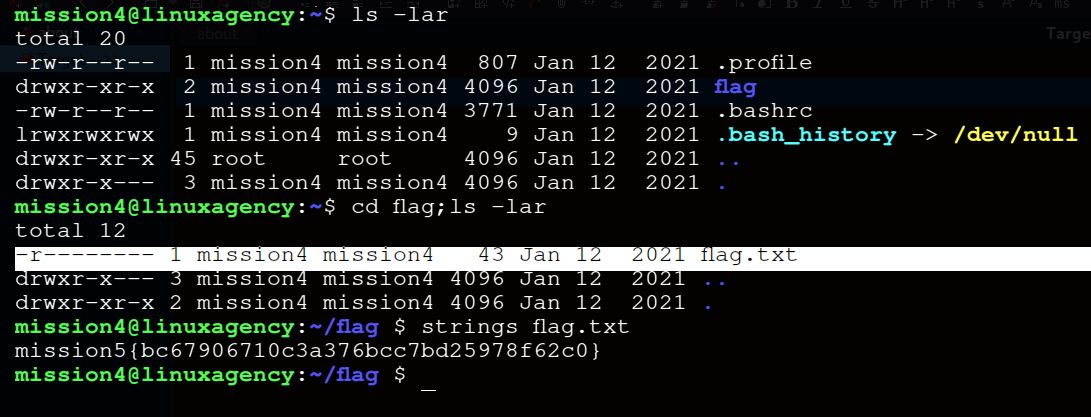 mission4@linuxagency:~$ ls -lar
total 20
-rw-r--r-- 1 mission4 mission4 807 Jan 12 2021 .profile
drwxr-xr-x 2 mission4 mission4 4096 Jan 12 2021 flag
-rw-r--r-- 1 mission4 mission4 3771 Jan 12 2021 .bashrc
lrwxrwxrwx 1 mission4 mission4 9 Jan 12 2021 .bash_history -> /dev/null
drwxr-xr-x 45 root root 4096 Jan 12 2021 ..
drwxr-x--- 3 mission4 mission4 4096 Jan 12 2021 .
mission4@linuxagency:~$ cd flag;ls -lar
total 12
-r-------- 1 mission4 mission4 43 Jan 12 2021 flag.txt
drwxr-x--- 3 mission4 mission4 4096 Jan 12 2021 ..
drwxr-xr-x 2 mission4 mission4 4096 Jan 12 2021 .
mission4@linuxagency:~/flag $ strings flag.txt
mission5{bc67906710c3a376bcc7bd25978f62c0}
mission4@linuxagency:~/flag $ _